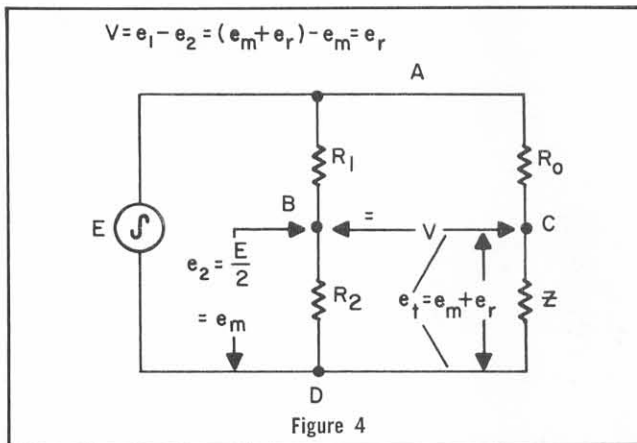 V = e₁ − e₂ = (eₘ + eᵣ) − eₘ = eᵣ
A
R₁
R₀
B
=
V
C
E
e₂ = E/2
R₂
eₜ = eₘ + eᵣ
Z
= eₘ
D
Figure 4